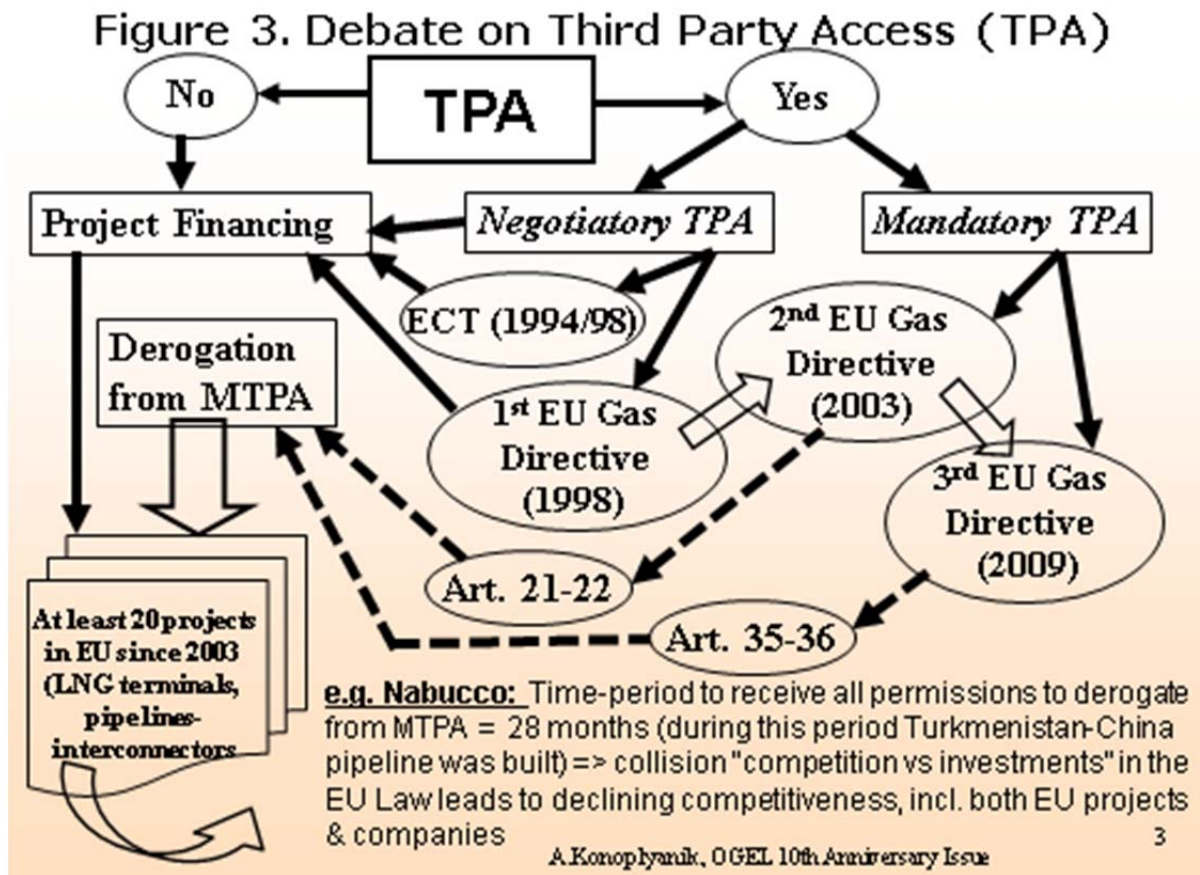 Figure 3. Debate on Third Party Access (TPA)
No
TPA
Yes
Project Financing
Negotiatory TPA
Mandatory TPA
ECT (1994/98)
2nd EU Gas
Directive
(2003)
Derogation
from MTPA
1st EU Gas
Directive
(1998)
3rd EU Gas
Directive
(2009)
Art. 21-22
Art. 35-36
At least 20 projects
in EU since 2003
(LNG terminals,
pipelines-
interconnectors
e.g. Nabucco: Time-period to receive all permissions to derogate
from MTPA = 28 months (during this period Turkmenistan-China
pipeline was built) => collision "competition vs investments" in the
EU Law leads to declining competitiveness, incl. both EU projects
& companies
3
A.Konoplyanik, OGEL 10th Anniversary Issue